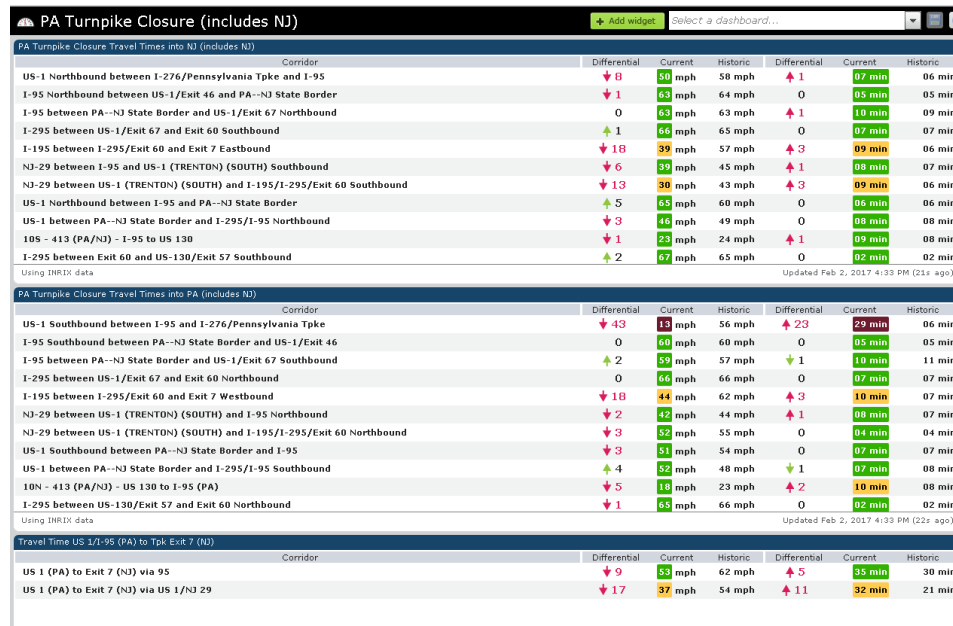 PA Turnpike Closure (includes NJ)
+ Add widget
Select a dashboard...
PA Turnpike Closure Travel Times into NJ (includes NJ)
Corridor Differential Current Historic Differential Current Historic
US-1 Northbound between I-276/Pennsylvania Tpke and I-95 8 50 mph 58 mph 1 07 min 06 min
I-95 Northbound between US-1/Exit 46 and PA--NJ State Border 1 63 mph 64 mph 0 05 min 05 min
I-95 between PA--NJ State Border and US-1/Exit 67 Northbound 0 63 mph 63 mph 1 10 min 09 min
I-295 between US-1/Exit 67 and Exit 60 Southbound 1 66 mph 65 mph 0 07 min 07 min
I-195 between I-295/Exit 60 and Exit 7 Eastbound 18 39 mph 57 mph 3 09 min 06 min
NJ-29 between I-95 and US-1 (TRENTON) (SOUTH) Southbound 6 39 mph 45 mph 1 08 min 07 min
NJ-29 between US-1 (TRENTON) (SOUTH) and I-195/I-295/Exit 60 Southbound 13 30 mph 43 mph 3 09 min 06 min
US-1 Northbound between I-95 and PA--NJ State Border 5 65 mph 60 mph 0 06 min 06 min
US-1 between PA--NJ State Border and I-295/I-95 Northbound 3 46 mph 49 mph 0 08 min 08 min
10S - 413 (PA/NJ) - I-95 to US 130 1 23 mph 24 mph 1 09 min 08 min
I-295 between Exit 60 and US-130/Exit 57 Southbound 2 67 mph 65 mph 0 02 min 02 min
Using INRIX data Updated Feb 2, 2017 4:33 PM (21s ago)
PA Turnpike Closure Travel Times into PA (includes NJ)
Corridor Differential Current Historic Differential Current Historic
US-1 Southbound between I-95 and I-276/Pennsylvania Tpke 43 13 mph 56 mph 23 29 min 06 min
I-95 Southbound between PA--NJ State Border and US-1/Exit 46 0 60 mph 60 mph 0 05 min 05 min
I-95 between PA--NJ State Border and US-1/Exit 67 Southbound 2 59 mph 57 mph 1 10 min 11 min
I-295 between US-1/Exit 67 and Exit 60 Northbound 0 66 mph 66 mph 0 07 min 07 min
I-195 between I-295/Exit 60 and Exit 7 Westbound 18 44 mph 62 mph 3 10 min 07 min
NJ-29 between US-1 (TRENTON) (SOUTH) and I-95 Northbound 2 42 mph 44 mph 1 08 min 07 min
NJ-29 between US-1 (TRENTON) (SOUTH) and I-195/I-295/Exit 60 Northbound 3 52 mph 55 mph 0 04 min 04 min
US-1 Southbound between PA--NJ State Border and I-95 3 51 mph 54 mph 0 07 min 07 min
US-1 between PA--NJ State Border and I-295/I-95 Southbound 4 52 mph 48 mph 1 07 min 08 min
10N - 413 (PA/NJ) - US 130 to I-95 (PA) 5 18 mph 23 mph 2 10 min 08 min
I-295 between US-130/Exit 57 and Exit 60 Northbound 1 65 mph 66 mph 0 02 min 02 min
Using INRIX data Updated Feb 2, 2017 4:33 PM (22s ago)
Travel Time US 1/I-95 (PA) to Tpk Exit 7 (NJ)
Corridor Differential Current Historic Differential Current Historic
US 1 (PA) to Exit 7 (NJ) via 95 9 53 mph 62 mph 5 35 min 30 min
US 1 (PA) to Exit 7 (NJ) via US 1/NJ 29 17 37 mph 54 mph 11 32 min 21 min